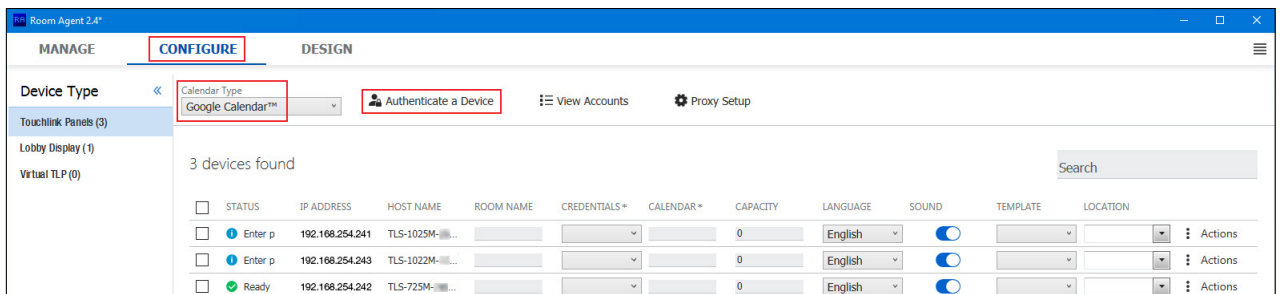 RA Room Agent 2.4*
MANAGE CONFIGURE DESIGN
Device Type
Touchlink Panels (3)
Lobby Display (1)
Virtual TLP (0)
Calendar Type
Google Calendar™
Authenticate a Device
View Accounts
Proxy Setup
3 devices found
Search
STATUS IP ADDRESS HOST NAME ROOM NAME CREDENTIALS* CALENDAR* CAPACITY LANGUAGE SOUND TEMPLATE LOCATION
Enter p 192.168.254.241 TLS-1025M- ... 0 English Actions
Enter p 192.168.254.243 TLS-1022M- ... 0 English Actions
Ready 192.168.254.242 TLS-725M- ... 0 English Actions